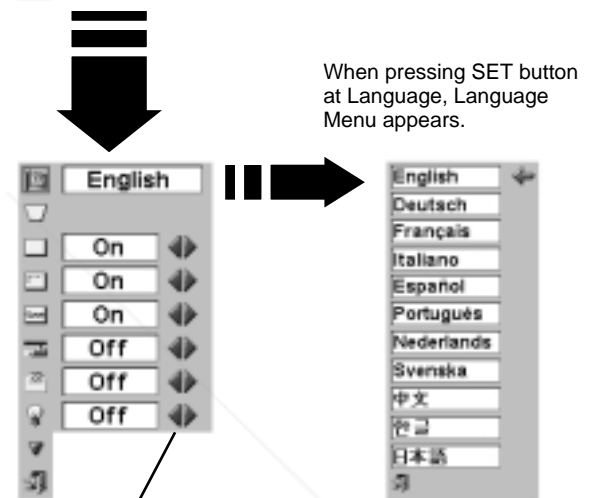 When pressing SET button
at Language, Language
Menu appears.
English
On
On
On
Off
Off
Off
English
Deutsch
Français
Italiano
Español
Português
Nederlands
Svenska
中文
한글
日本語